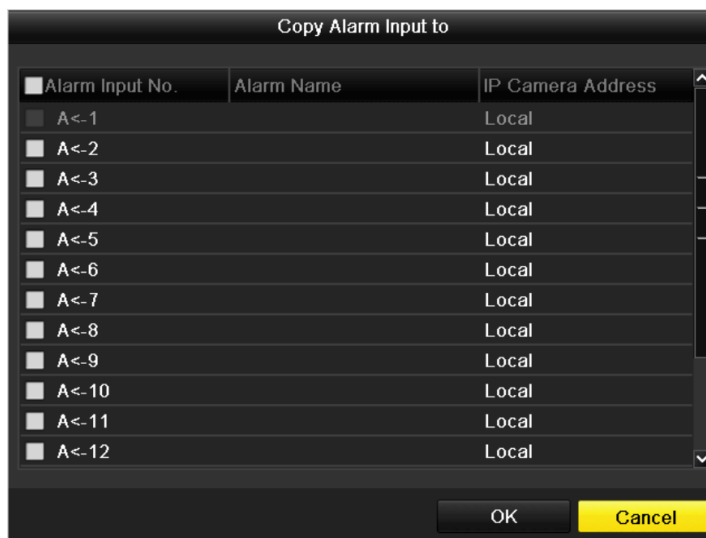 Copy Alarm Input to
Alarm Input No. Alarm Name IP Camera Address
A<-1 Local
A<-2 Local
A<-3 Local
A<-4 Local
A<-5 Local
A<-6 Local
A<-7 Local
A<-8 Local
A<-9 Local
A<-10 Local
A<-11 Local
A<-12 Local
OK Cancel